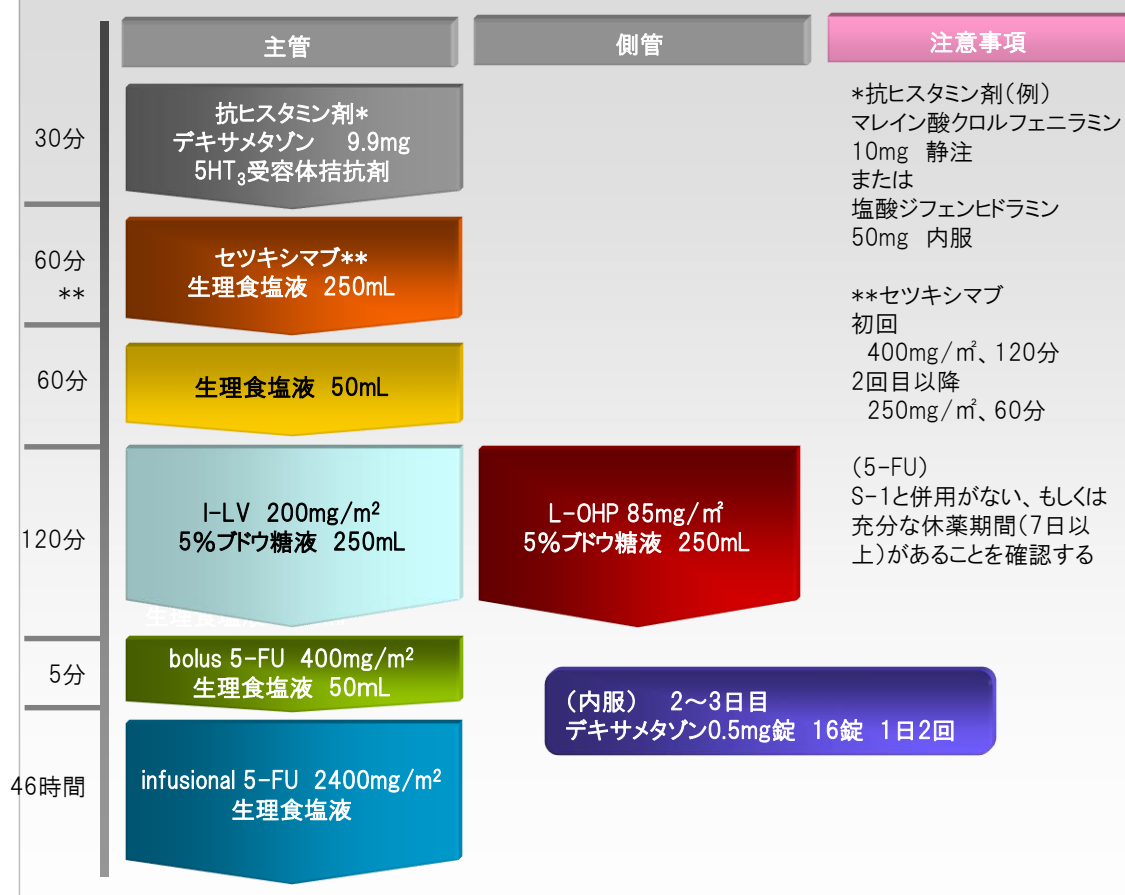 主管
側管
注意事項
30分
抗ヒスタミン剤*
デキサメタゾン 9.9mg
5HT₃受容体拮抗剤
60分
**
セツキシマブ**
生理食塩液 250mL
60分
生理食塩液 50mL
120分
l-LV 200mg/m²
5%ブドウ糖液 250mL
L-OHP 85mg/㎡
5%ブドウ糖液 250mL
5分
bolus 5-FU 400mg/m²
生理食塩液 50mL
46時間
infusional 5-FU 2400mg/m²
生理食塩液
(内服) 2~3日目
デキサメタゾン0.5mg錠 16錠 1日2回
*抗ヒスタミン剤(例)
マレイン酸クロルフェニラミン
10mg 静注
または
塩酸ジフェンヒドラミン
50mg 内服
**セツキシマブ
初回
400mg/㎡、120分
2回目以降
250mg/㎡、60分
(5-FU)
S-1と併用がない、もしくは
充分な休薬期間(7日以
上)があることを確認する